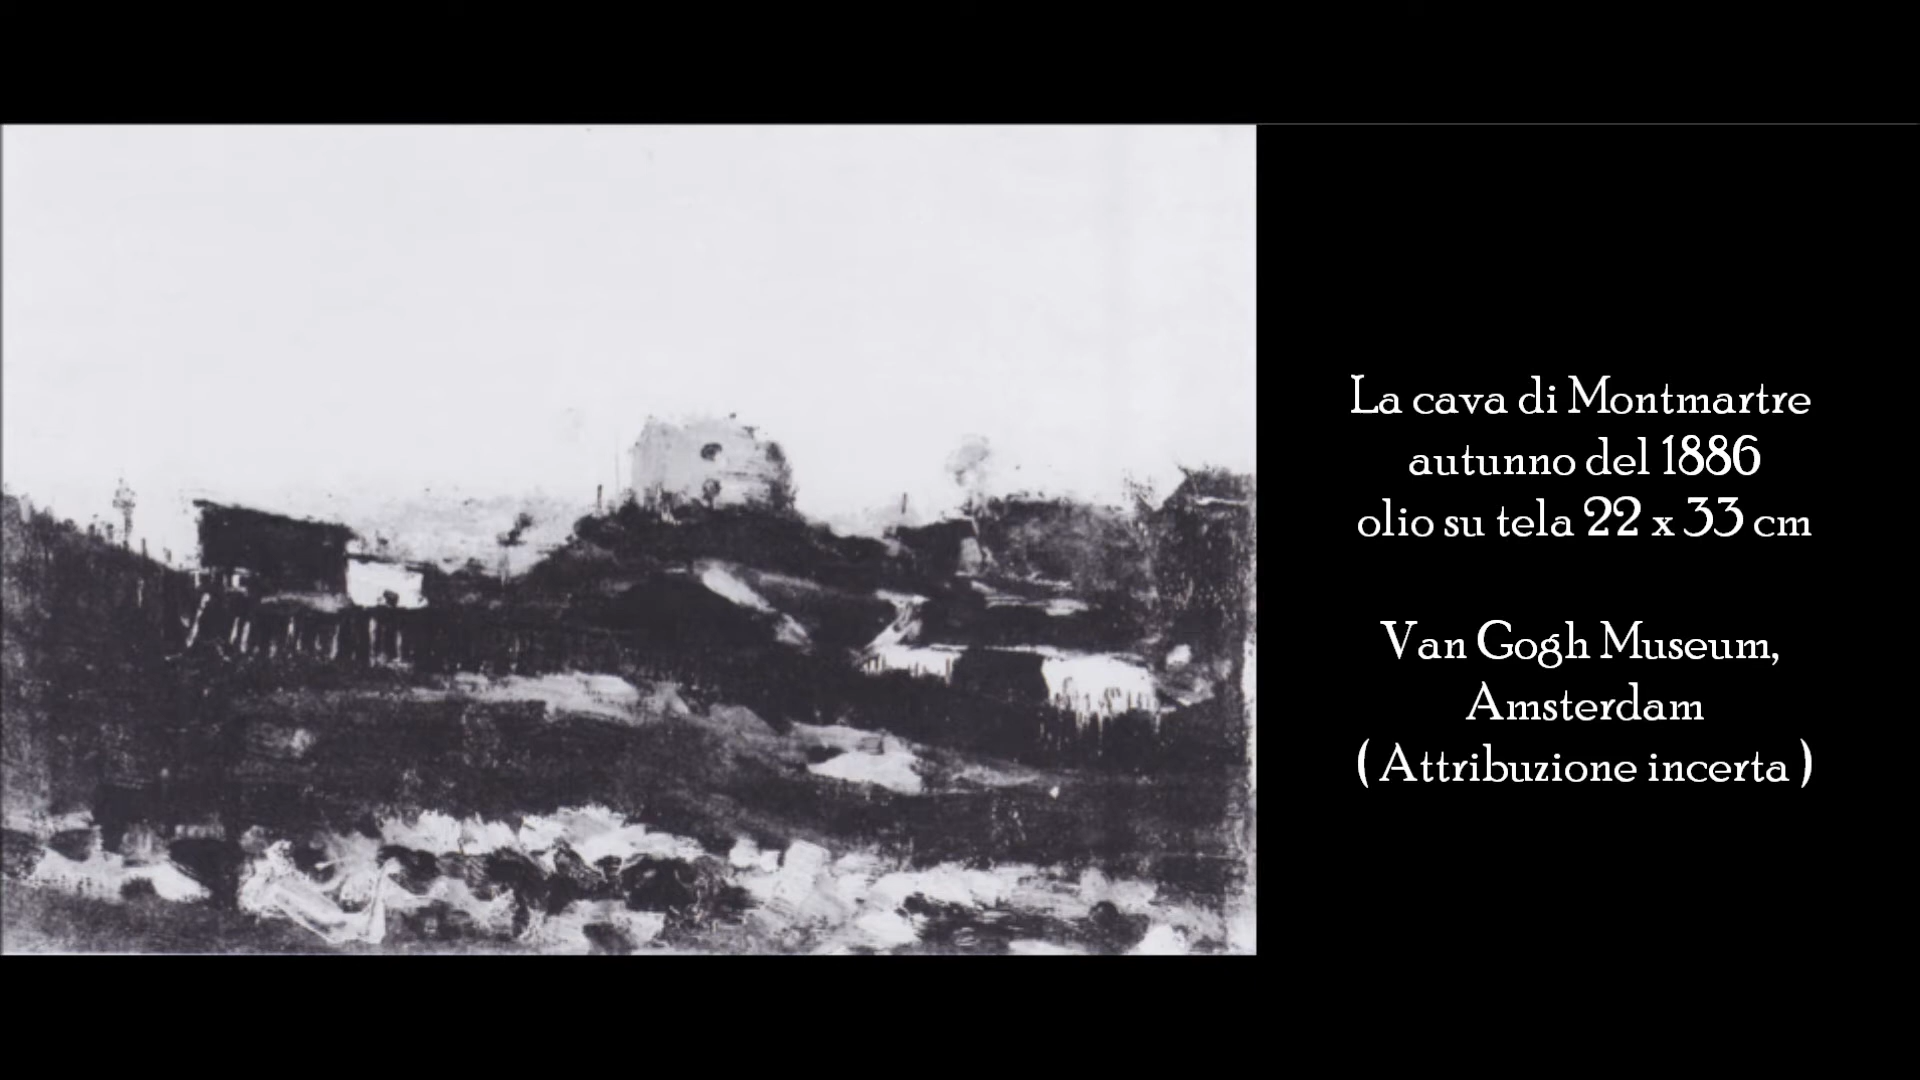 La cava di Montmartre
autunno del 1886
olio su tela 22 x 33 cm
Van Gogh Museum,
Amsterdam
( Attribuzione incerta )